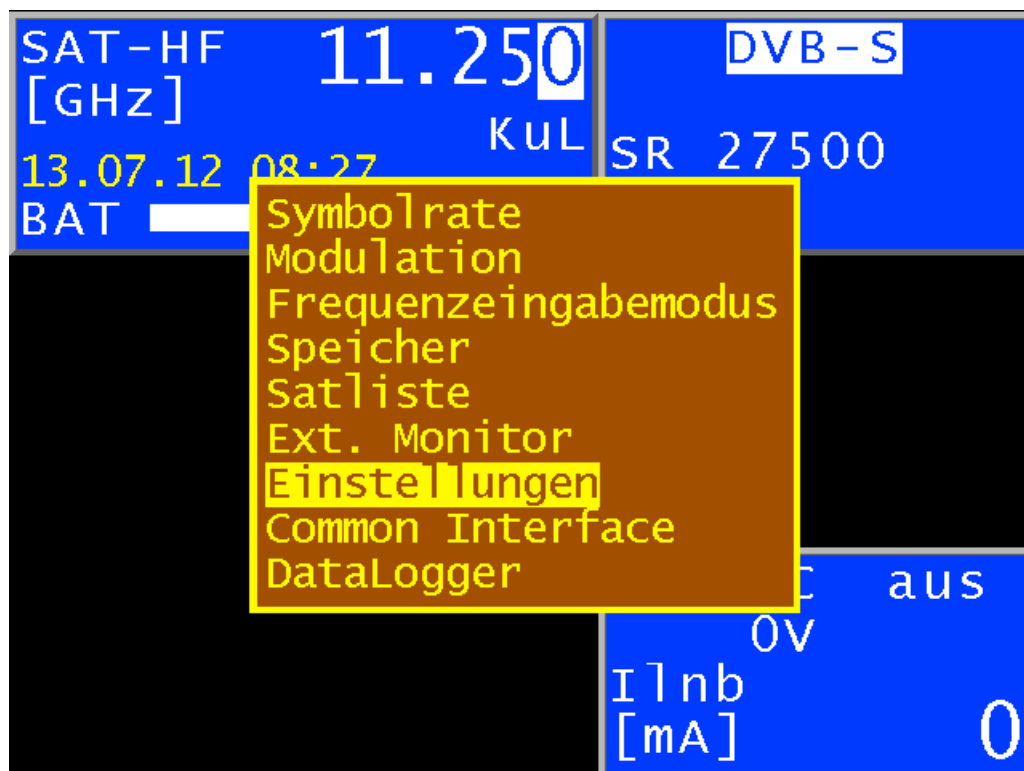 SAT-HF 11.250
[GHz]
KuL
13.07.12 08:27
BAT
DVB-S
SR 27500
Symbolrate
Modulation
Frequenzeingabemodus
Speicher
Satliste
Ext. Monitor
Einstellungen
Common Interface
DataLogger
aus
0V
Ilnb
[mA] 0